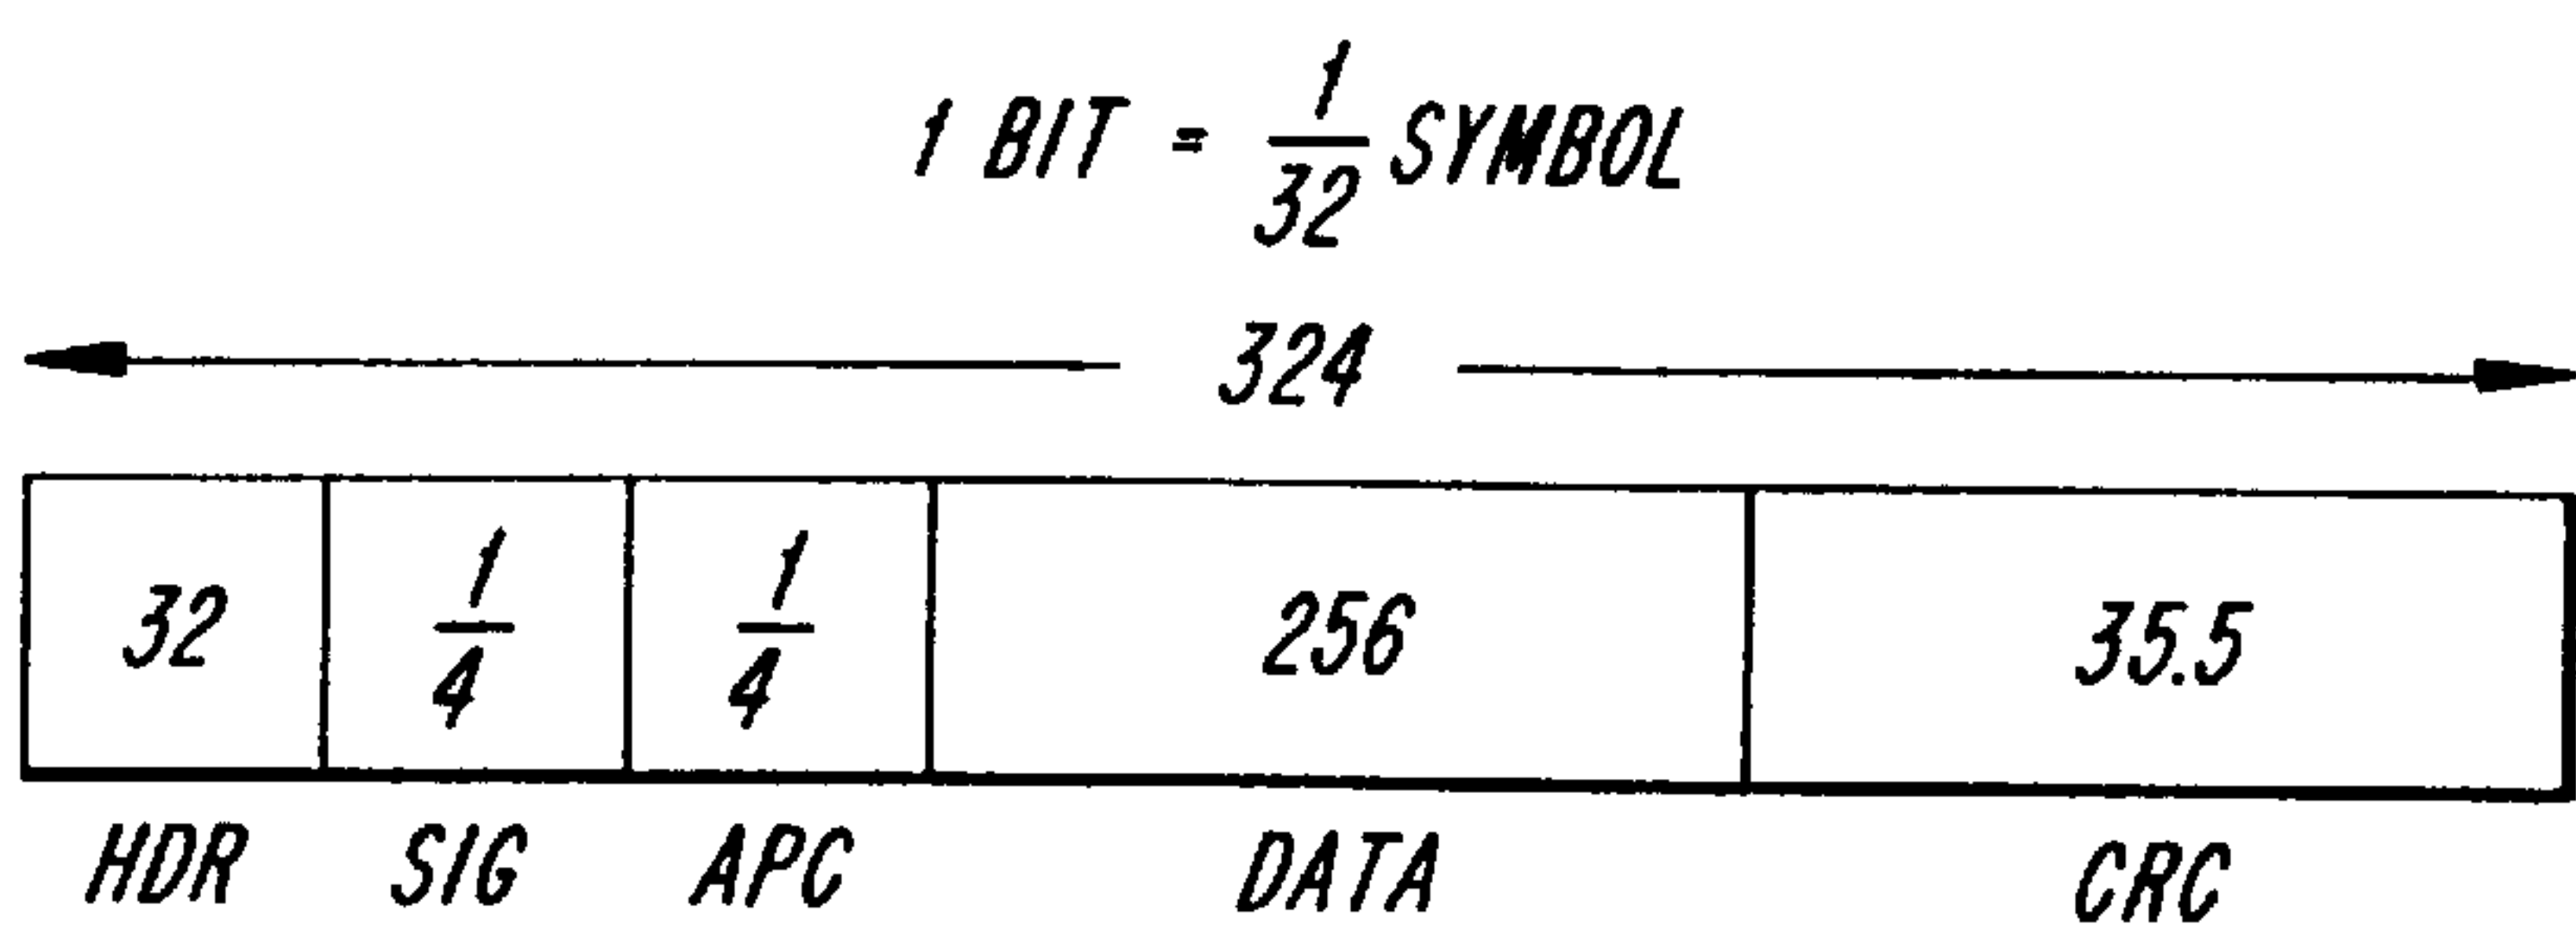 1 BIT = 1/32 SYMBOL
324
32 1/4 1/4 256 35.5
HDR SIG APC DATA CRC